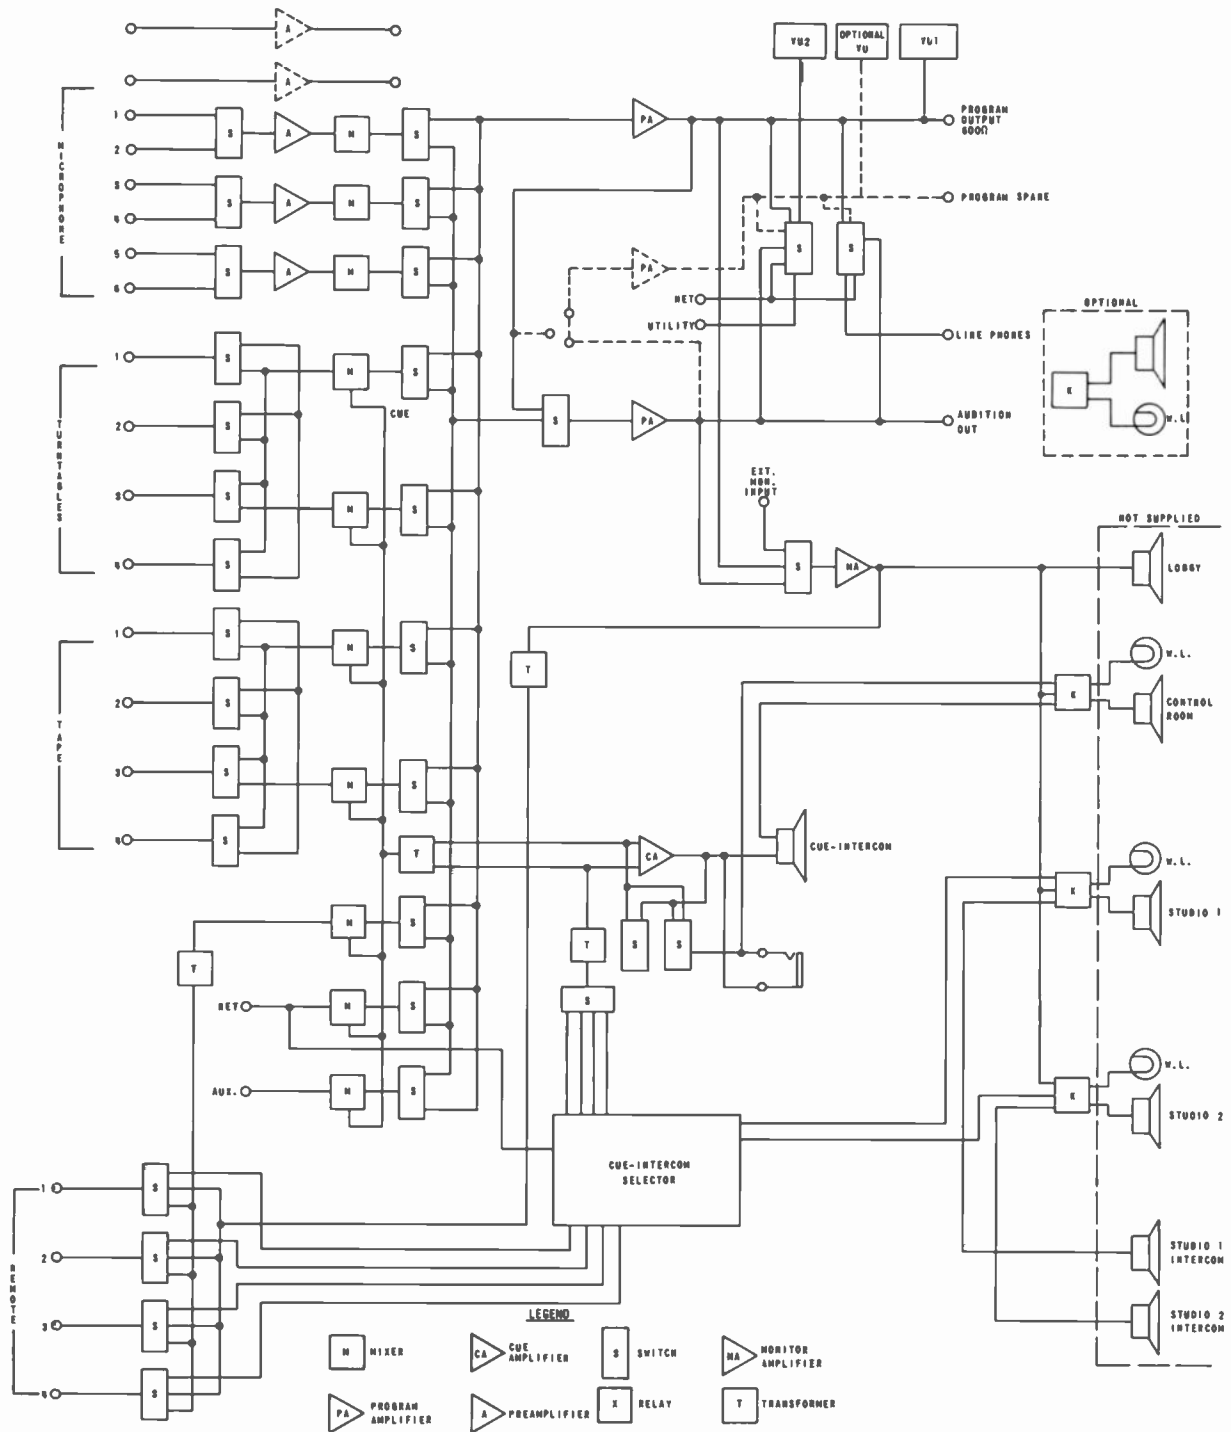 A
A
VU2
OPTIONAL
VU
VU1
MICROPHONE
1
2
3
4
5
6
S
A
M
S
S
A
M
S
S
A
M
S
PA
PROGRAM
OUTPUT
600Ω
PROGRAM SPARE
PA
S
S
NET
UTILITY
LINE PHONES
OPTIONAL
K
W.L.
TURNTABLES
1
2
3
4
S
S
S
S
M
S
CUE
M
S
S
PA
AUDITION
OUT
EXT.
MON.
INPUT
S
MA
NOT SUPPLIED
LOBBY
TAPE
1
2
3
4
S
S
S
S
M
S
M
S
T
T
K
W.L.
CONTROL
ROOM
CA
CUE-INTERCOM
S
S
T
S
K
W.L.
STUDIO 1
M
S
T
NET
M
S
AUX.
M
S
K
W.L.
STUDIO 2
CUE-INTERCOM
SELECTOR
REMOTE
1
2
3
4
S
S
S
S
STUDIO 1
INTERCOM
STUDIO 2
INTERCOM
LEGEND
M MIXER
CA CUE
AMPLIFIER
S SWITCH
MA MONITOR
AMPLIFIER
PA PROGRAM
AMPLIFIER
A PREAMPLIFIER
K RELAY
T TRANSFORMER